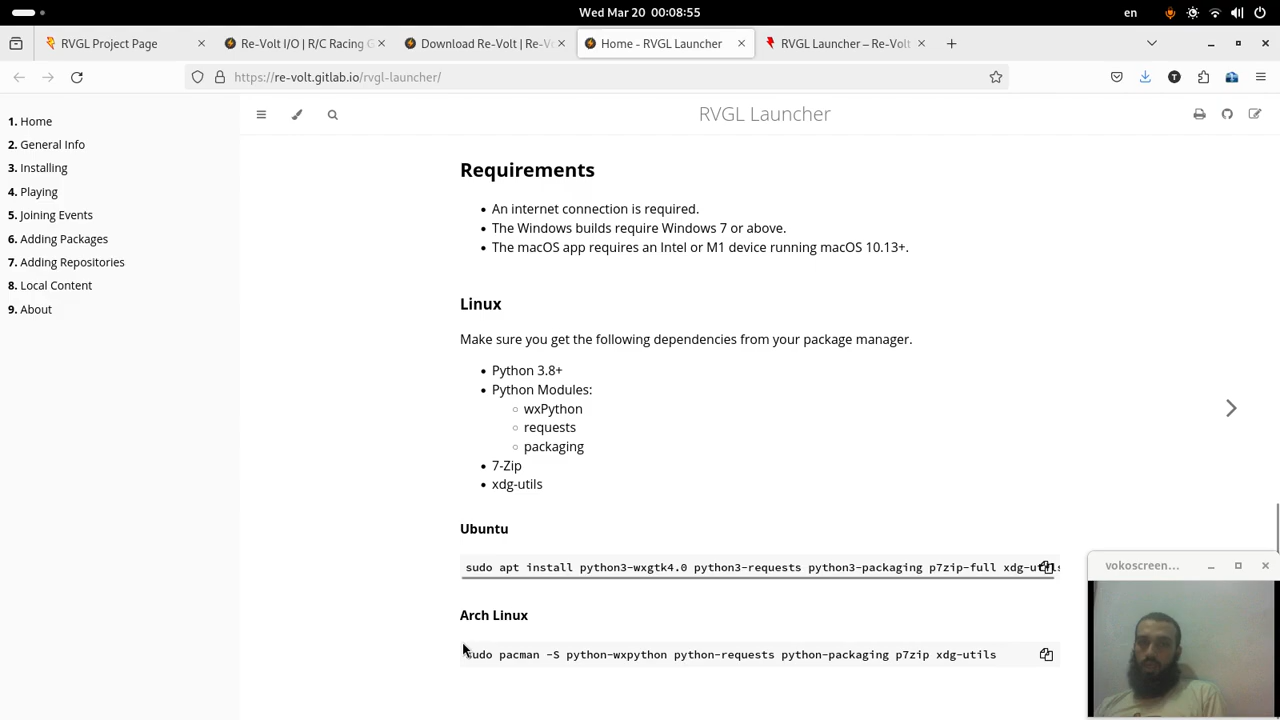 Wed Mar 20 00:08:55
en
RVGL Project Page
Re-Volt I/O | R/C Racing G
Download Re-Volt | Re-Vo
Home - RVGL Launcher
RVGL Launcher – Re-Volt
https://re-volt.gitlab.io/rvgl-launcher/
RVGL Launcher
1. Home
2. General Info
3. Installing
4. Playing
5. Joining Events
6. Adding Packages
7. Adding Repositories
8. Local Content
9. About
Requirements
• An internet connection is required.
• The Windows builds require Windows 7 or above.
• The macOS app requires an Intel or M1 device running macOS 10.13+.
Linux
Make sure you get the following dependencies from your package manager.
• Python 3.8+
• Python Modules:
◦ wxPython
◦ requests
◦ packaging
• 7-Zip
• xdg-utils
Ubuntu
sudo apt install python3-wxgtk4.0 python3-requests python3-packaging p7zip-full xdg-utils
Arch Linux
sudo pacman -S python-wxpython python-requests python-packaging p7zip xdg-utils
vokoscreen...